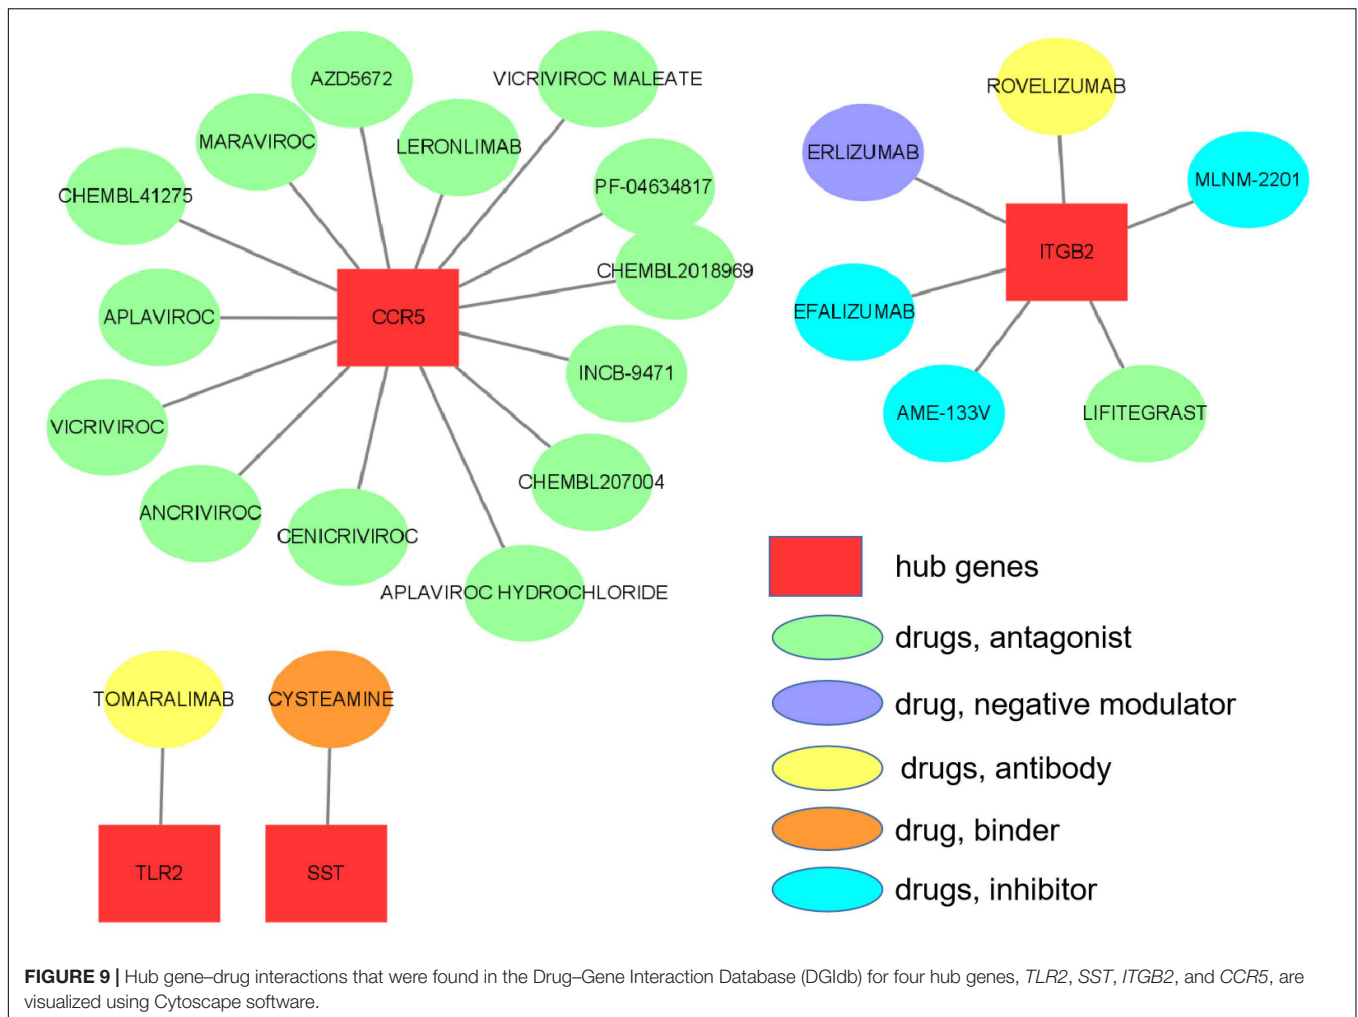 AZD5672
VICRIVIROC MALEATE
MARAVIROC
LERONLIMAB
CHEMBL41275
PF-04634817
CHEMBL2018969
APLAVIROC
CCR5
INCB-9471
VICRIVIROC
CHEMBL207004
ANCRIVIROC
CENICRIVIROC
APLAVIROC HYDROCHLORIDE
ROVELIZUMAB
ERLIZUMAB
MLNM-2201
ITGB2
EFALIZUMAB
AME-133V
LIFITEGRAST
TOMARALIMAB
CYSTEAMINE
TLR2
SST
hub genes
drugs, antagonist
drug, negative modulator
drugs, antibody
drug, binder
drugs, inhibitor
FIGURE 9 | Hub gene–drug interactions that were found in the Drug–Gene Interaction Database (DGIdb) for four hub genes, TLR2, SST, ITGB2, and CCR5, are
visualized using Cytoscape software.